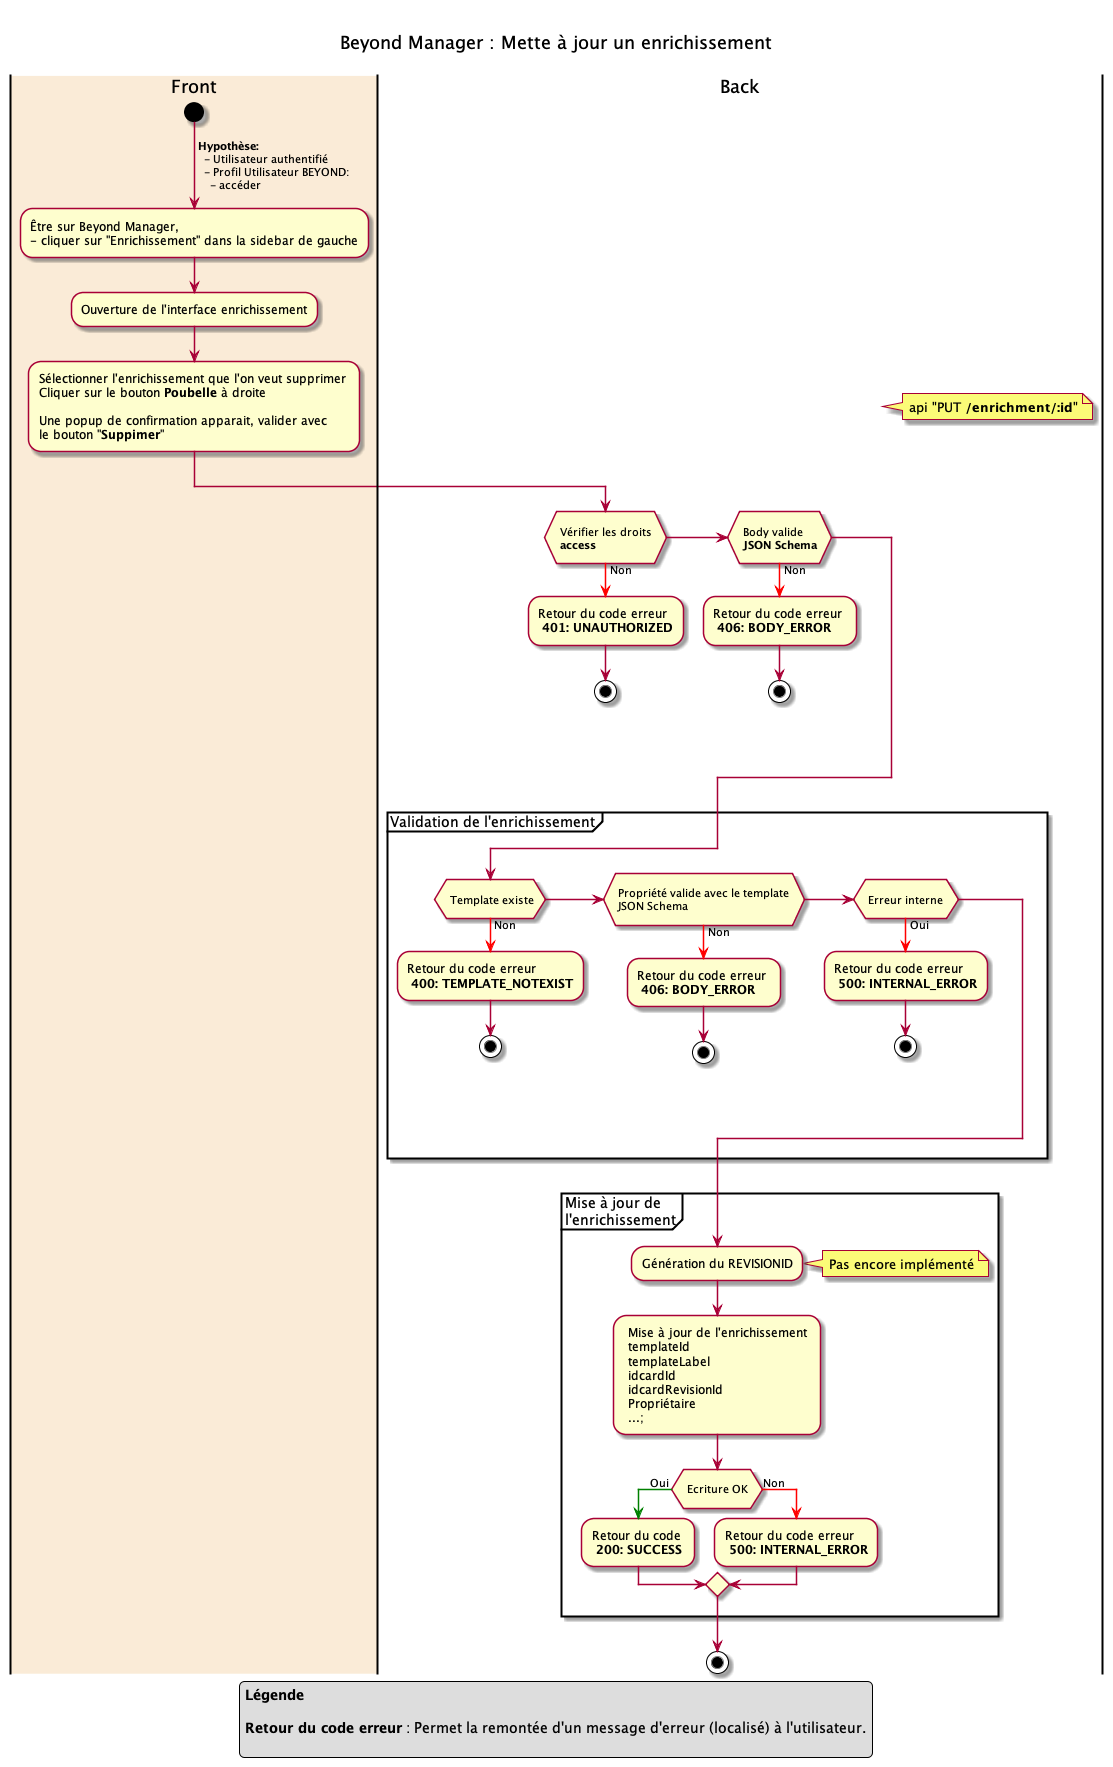 Beyond Manager : Mette à jour un enrichissement
Front
Back
Hypothèse:
- Utilisateur authentifié
- Profil Utilisateur BEYOND:
- accéder
Être sur Beyond Manager,
- cliquer sur "Enrichissement" dans la sidebar de gauche
Ouverture de l'interface enrichissement
Sélectionner l'enrichissement que l'on veut supprimer
Cliquer sur le bouton Poubelle à droite
Une popup de confirmation apparait, valider avec
le bouton "Suppimer"
api "PUT /enrichment/:id"
Vérifier les droits
access
Non
Retour du code erreur
401: UNAUTHORIZED
Body valide
JSON Schema
Non
Retour du code erreur
406: BODY_ERROR
Validation de l'enrichissement
Template existe
Non
Retour du code erreur
400: TEMPLATE_NOTEXIST
Propriété valide avec le template
JSON Schema
Non
Retour du code erreur
406: BODY_ERROR
Erreur interne
Oui
Retour du code erreur
500: INTERNAL_ERROR
Mise à jour de
l'enrichissement
Génération du REVISIONID
Pas encore implémenté
Mise à jour de l'enrichissement
templateId
templateLabel
idcardId
idcardRevisionId
Propriétaire
...;
Ecriture OK
Oui
Non
Retour du code
200: SUCCESS
Retour du code erreur
500: INTERNAL_ERROR
Légende
Retour du code erreur : Permet la remontée d'un message d'erreur (localisé) à l'utilisateur.